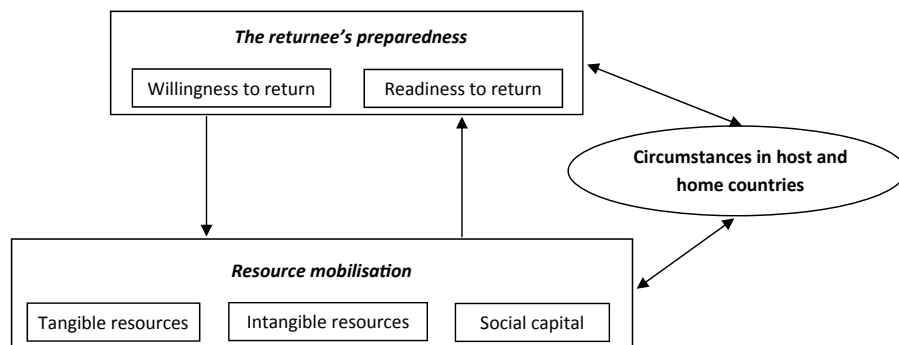 The returnee's preparedness
Willingness to return
Readiness to return
Circumstances in host and
home countries
Resource mobilisation
Tangible resources
Intangible resources
Social capital